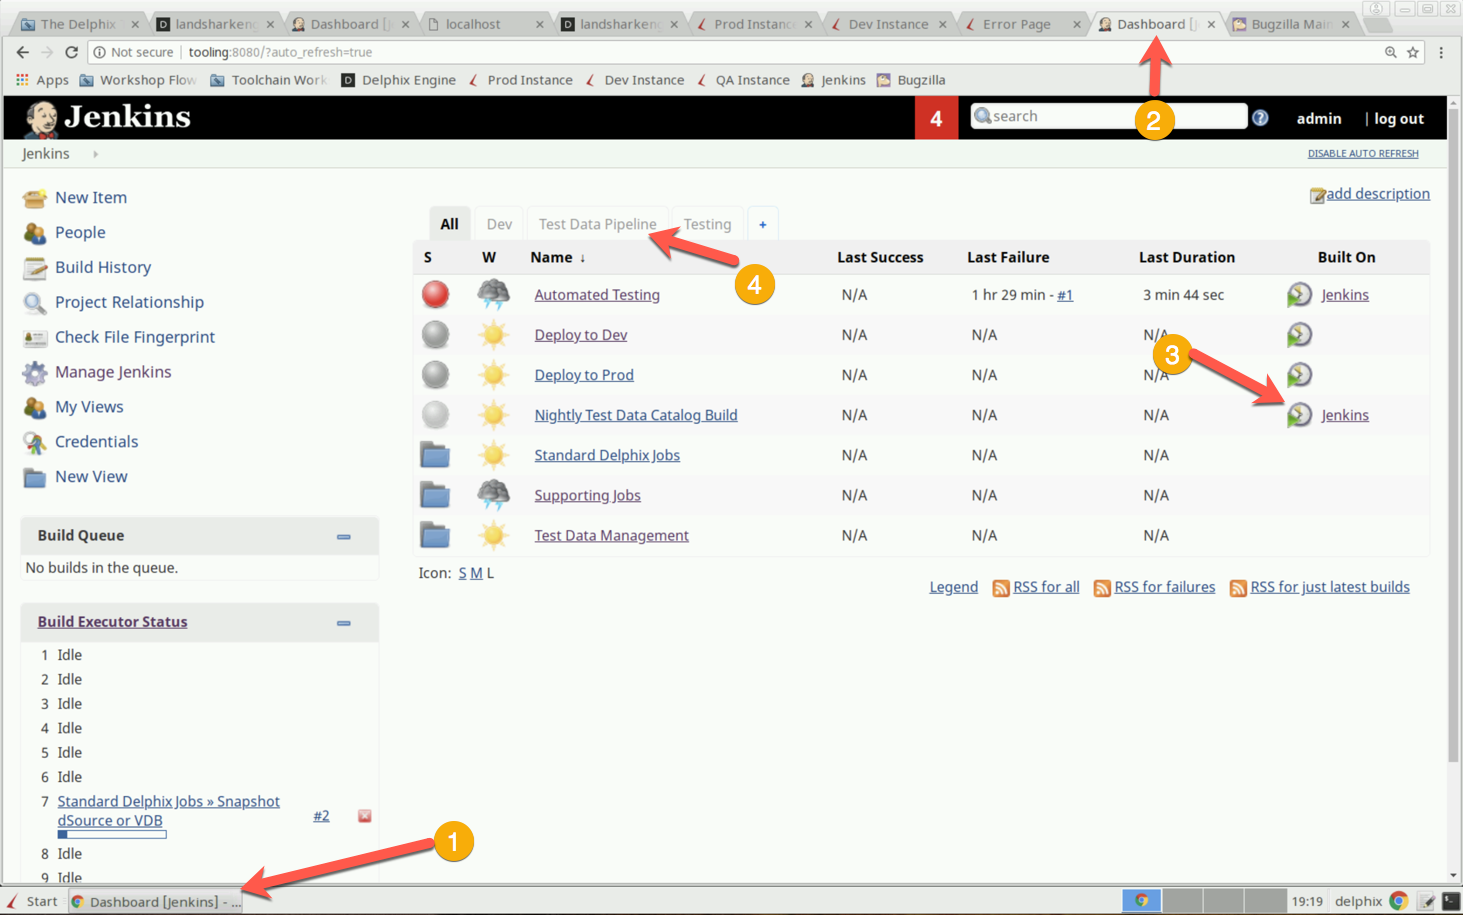 The Delphix
landsharkeng
Dashboard [J
localhost
landsharkeng
Prod Instanc
Dev Instance
Error Page
Dashboard [J
Bugzilla Main
Not secure | tooling:8080/?auto_refresh=true
Apps Workshop Flow Toolchain Work Delphix Engine Prod Instance Dev Instance QA Instance Jenkins Bugzilla
Jenkins 4 search 2 ? admin | log out
Jenkins DISABLE AUTO REFRESH
add description
New Item
People
Build History
Project Relationship
Check File Fingerprint
Manage Jenkins
My Views
Credentials
New View
Build Queue
No builds in the queue.
Build Executor Status
1 Idle
2 Idle
3 Idle
4 Idle
5 Idle
6 Idle
7 Standard Delphix Jobs » Snapshot
dSource or VDB #2
8 Idle
9 Idle
1
All Dev Test Data Pipeline Testing +
S W Name ↓ Last Success Last Failure Last Duration Built On
4
Automated Testing N/A 1 hr 29 min - #1 3 min 44 sec Jenkins
Deploy to Dev N/A N/A N/A
3
Deploy to Prod N/A N/A N/A
Nightly Test Data Catalog Build N/A N/A N/A Jenkins
Standard Delphix Jobs N/A N/A N/A
Supporting Jobs N/A N/A N/A
Test Data Management N/A N/A N/A
Icon: S M L
Legend RSS for all RSS for failures RSS for just latest builds
Start Dashboard [Jenkins] - ... 19:19 delphix